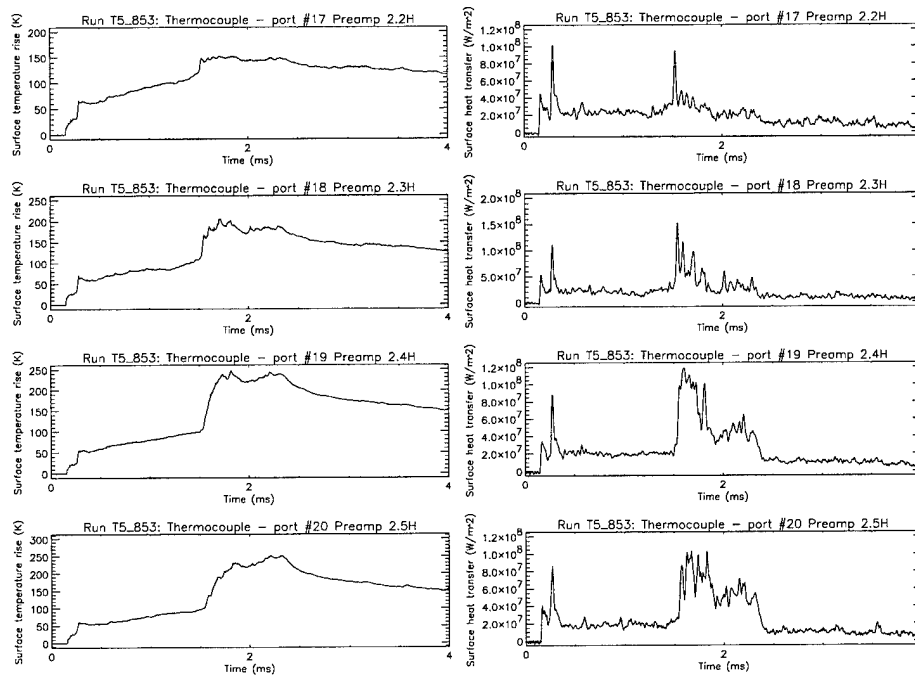 Run T5_853: Thermocouple – port #17 Preamp 2.2H
Surface temperature rise (K)
200
150
100
50
0
0
2
4
Time (ms)
Run T5_853: Thermocouple – port #17 Preamp 2.2H
Surface heat transfer (W/m^2)
1.2×10^8
1.0×10^8
8.0×10^7
6.0×10^7
4.0×10^7
2.0×10^7
0
0
2
Time (ms)
Run T5_853: Thermocouple – port #18 Preamp 2.3H
Surface temperature rise (K)
250
200
150
100
50
0
0
2
4
Time (ms)
Run T5_853: Thermocouple – port #18 Preamp 2.3H
Surface heat transfer (W/m^2)
2.0×10^8
1.5×10^8
1.0×10^8
5.0×10^7
0
0
2
Time (ms)
Run T5_853: Thermocouple – port #19 Preamp 2.4H
Surface temperature rise (K)
250
200
150
100
50
0
0
2
4
Time (ms)
Run T5_853: Thermocouple – port #19 Preamp 2.4H
Surface heat transfer (W/m^2)
1.2×10^8
1.0×10^8
8.0×10^7
6.0×10^7
4.0×10^7
2.0×10^7
0
0
2
Time (ms)
Run T5_853: Thermocouple – port #20 Preamp 2.5H
Surface temperature rise (K)
300
250
200
150
100
50
0
0
2
4
Time (ms)
Run T5_853: Thermocouple – port #20 Preamp 2.5H
Surface heat transfer (W/m^2)
1.2×10^8
1.0×10^8
8.0×10^7
6.0×10^7
4.0×10^7
2.0×10^7
0
0
2
Time (ms)